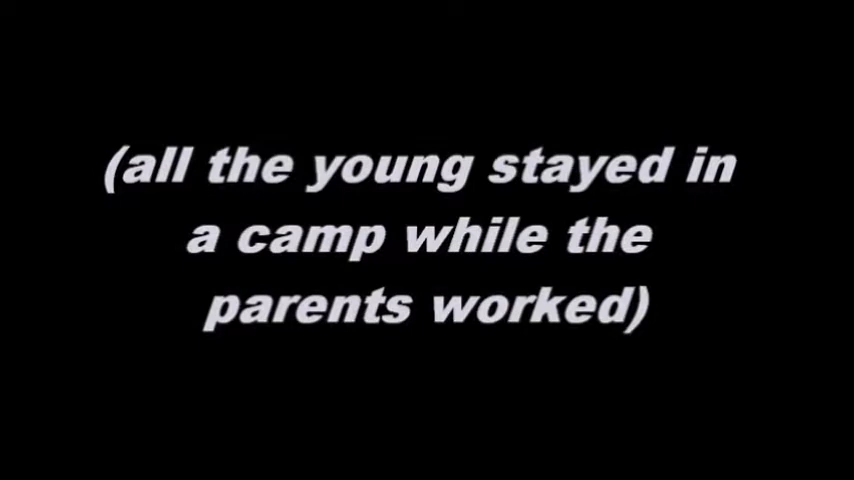 (all the young stayed in
a camp while the
parents worked)